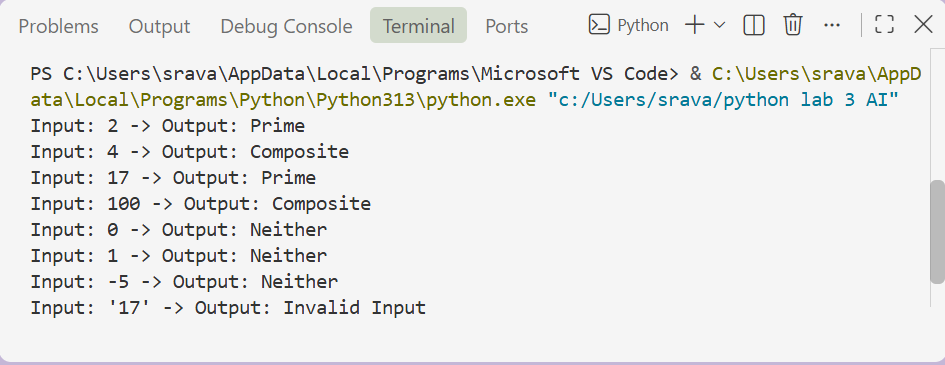 Problems Output Debug Console Terminal Ports Python
PS C:\Users\srava\AppData\Local\Programs\Microsoft VS Code> & C:\Users\srava\AppD
ata\Local\Programs\Python\Python313\python.exe "c:/Users/srava/python lab 3 AI"
Input: 2 -> Output: Prime
Input: 4 -> Output: Composite
Input: 17 -> Output: Prime
Input: 100 -> Output: Composite
Input: 0 -> Output: Neither
Input: 1 -> Output: Neither
Input: -5 -> Output: Neither
Input: '17' -> Output: Invalid Input